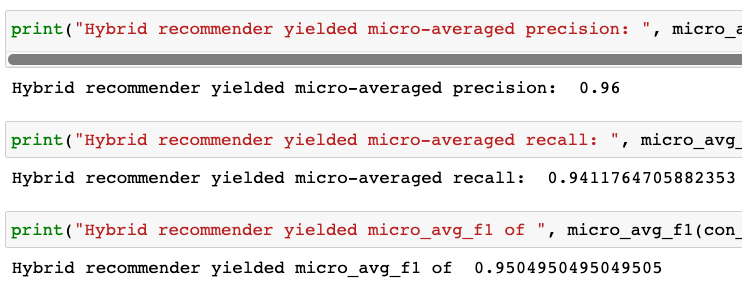 print("Hybrid recommender yielded micro-averaged precision: ", micro_a
Hybrid recommender yielded micro-averaged precision:  0.96
print("Hybrid recommender yielded micro-averaged recall: ", micro_avg_
Hybrid recommender yielded micro-averaged recall:  0.9411764705882353
print("Hybrid recommender yielded micro_avg_f1 of ", micro_avg_f1(con_
Hybrid recommender yielded micro_avg_f1 of  0.9504950495049505